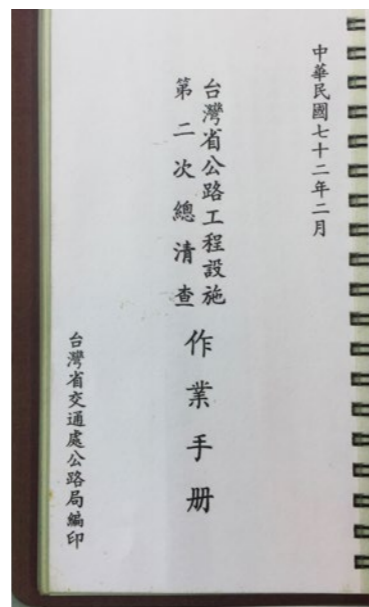 中華民國七十二年二月
台灣省公路工程設施
第二次總清查
作業手册
台灣省交通處公路局編印